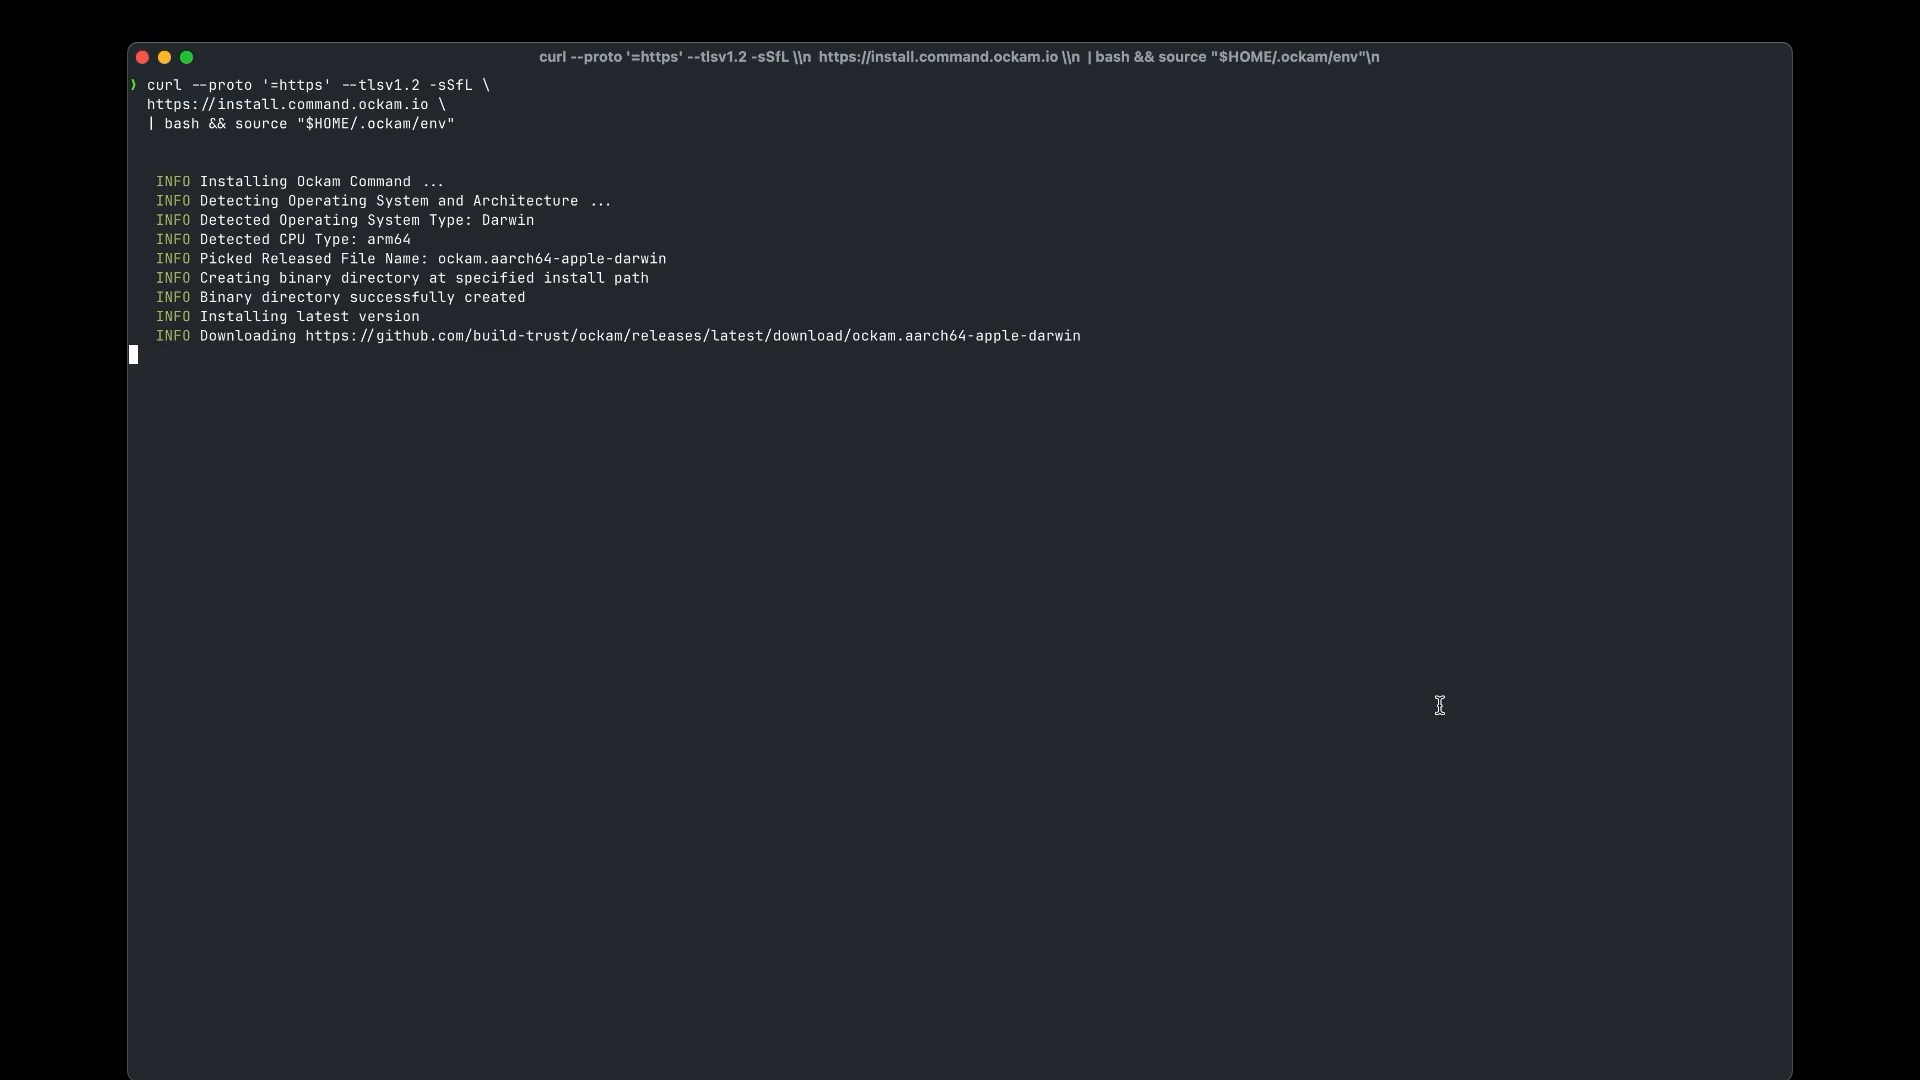 curl --proto '=https' --tlsv1.2 -sSfL \\n  https://install.command.ockam.io \\n  | bash && source "$HOME/.ockam/env"\n
❯ curl --proto '=https' --tlsv1.2 -sSfL \
https://install.command.ockam.io \
| bash && source "$HOME/.ockam/env"
INFO Installing Ockam Command ...
INFO Detecting Operating System and Architecture ...
INFO Detected Operating System Type: Darwin
INFO Detected CPU Type: arm64
INFO Picked Released File Name: ockam.aarch64-apple-darwin
INFO Creating binary directory at specified install path
INFO Binary directory successfully created
INFO Installing latest version
INFO Downloading https://github.com/build-trust/ockam/releases/latest/download/ockam.aarch64-apple-darwin